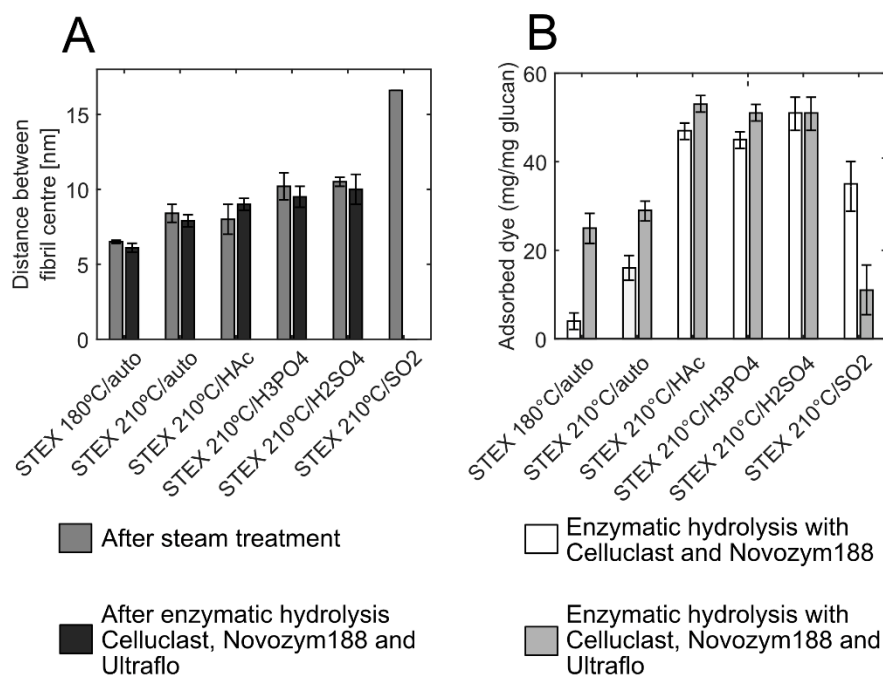 A
Distance between
fibril centre [nm]
15
10
5
0
STEX 180ºC/auto
STEX 210ºC/auto
STEX 210ºC/HAc
STEX 210ºC/H3PO4
STEX 210ºC/H2SO4
STEX 210ºC/SO2
After steam treatment
After enzymatic hydrolysis
Celluclast, Novozym188 and
Ultraflo
B
Adsorbed dye (mg/mg glucan)
60
40
20
0
STEX 180°C/auto
STEX 210°C/auto
STEX 210°C/HAc
STEX 210°C/H3PO4
STEX 210°C/H2SO4
STEX 210°C/SO2
Enzymatic hydrolysis with
Celluclast and Novozym188
Enzymatic hydrolysis with
Celluclast, Novozym188 and
Ultraflo